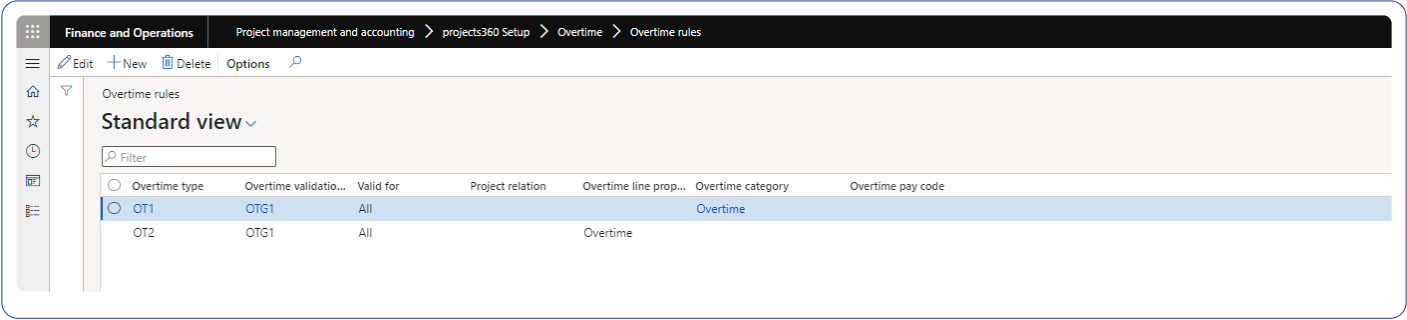 Finance and Operations Project management and accounting projects360 Setup Overtime Overtime rules
Edit New Delete Options
Overtime rules
Standard view
Filter
Overtime type Overtime validatio... Valid for Project relation Overtime line prop... Overtime category Overtime pay code
OT1 OTG1 All Overtime
OT2 OTG1 All Overtime